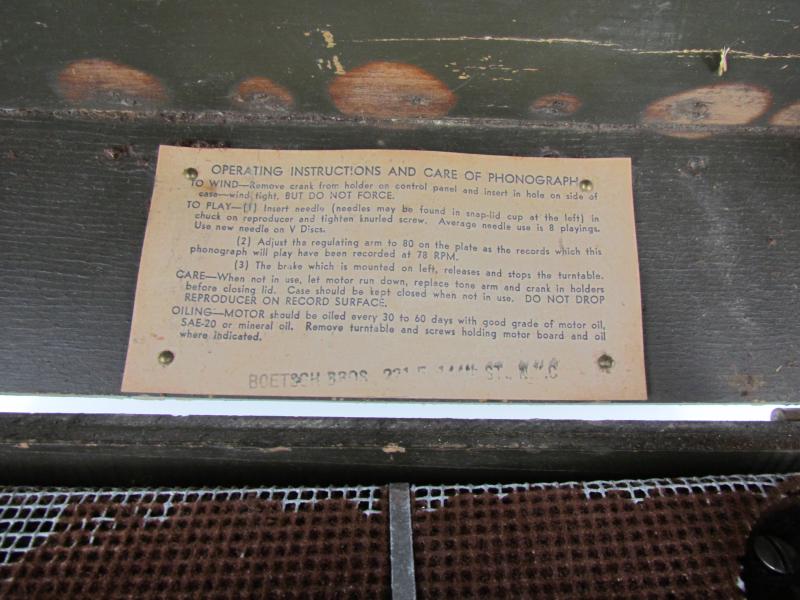 OPERATING INSTRUCTIONS AND CARE OF PHONOGRAPH
TO WIND—Remove crank from holder on control panel and insert in hole on side of
case—wind tight, BUT DO NOT FORCE.
TO PLAY—(1) Insert needle (needles may be found in snap-lid cup at the left) in
chuck on reproducer and tighten knurled screw. Average needle use is 8 playings.
Use new needle on V Discs.
(2) Adjust the regulating arm to 80 on the plate as the records which this
phonograph will play have been recorded at 78 RPM.
(3) The brake which is mounted on left, releases and stops the turntable.
CARE—When not in use, let motor run down, replace tone arm and crank in holders
before closing lid. Case should be kept closed when not in use. DO NOT DROP
REPRODUCER ON RECORD SURFACE.
OILING—MOTOR should be oiled every 30 to 60 days with good grade of motor oil,
SAE-20 or mineral oil. Remove turntable and screws holding motor board and oil
where indicated.
BOETSCH BROS. 221 E. 144th ST., N.Y.C